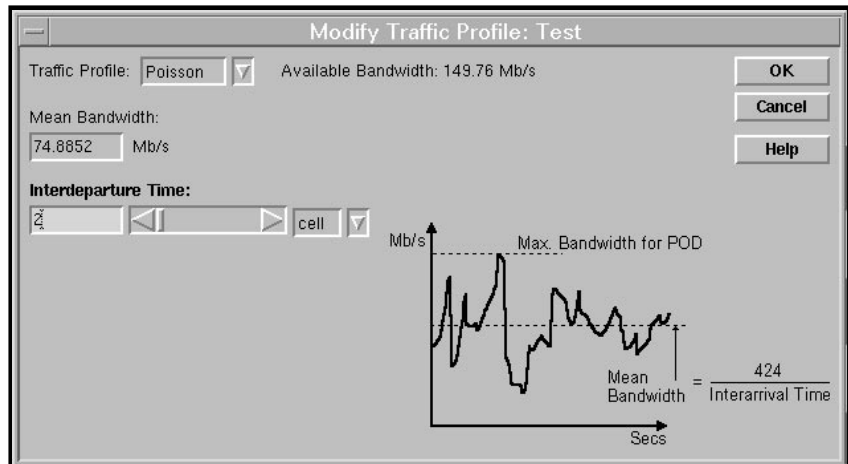 Modify Traffic Profile: Test
Traffic Profile: Poisson Available Bandwidth: 149.76 Mb/s
OK
Cancel
Mean Bandwidth:
74.8852 Mb/s
Help
Interdeparture Time:
2 cell
Mb/s
Max. Bandwidth for POD
Mean
Bandwidth = 424
Interarrival Time
Secs